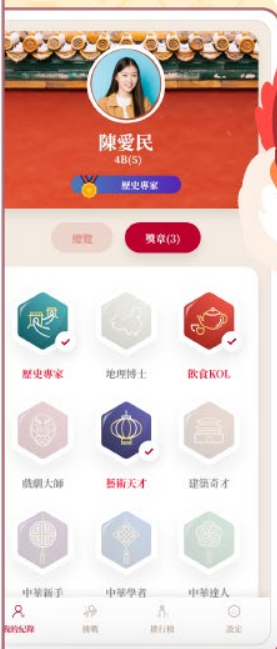 陳愛民
4B(5)
歷史專家
總覽
獎章(3)
歷史專家
地理博士
飲食KOL
戲劇大師
藝術天才
建築奇才
中華新手
中華學者
中華達人
我的紀錄
挑戰
排行榜
設定